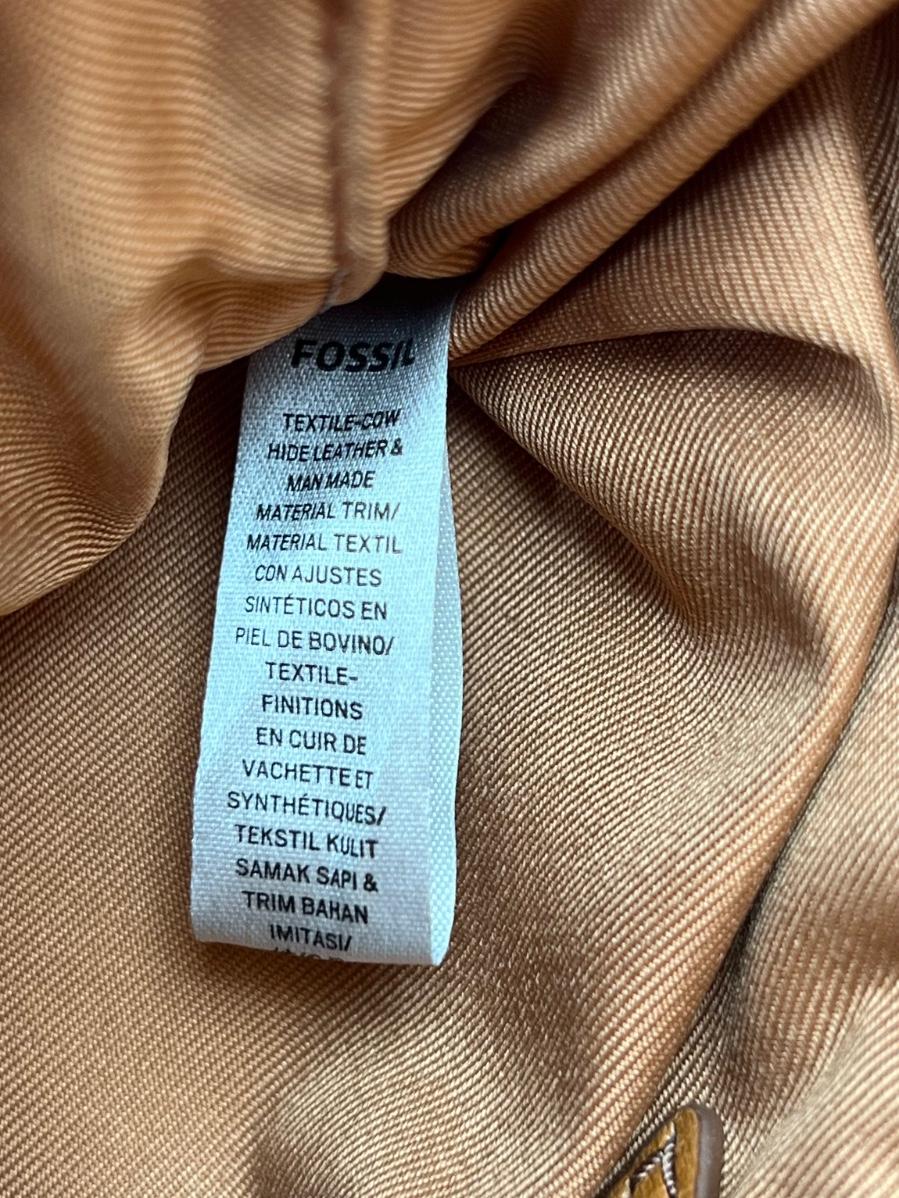 FOSSIL
TEXTILE-COW
HIDE LEATHER &
MAN MADE
MATERIAL TRIM/
MATERIAL TEXTIL
CON AJUSTES
SINTÉTICOS EN
PIEL DE BOVINO/
TEXTILE-
FINITIONS
EN CUIR DE
VACHETTE ET
SYNTHÉTIQUES/
TEKSTIL KULIT
SAMAK SAPI &
TRIM BAHAN
IMITASI/